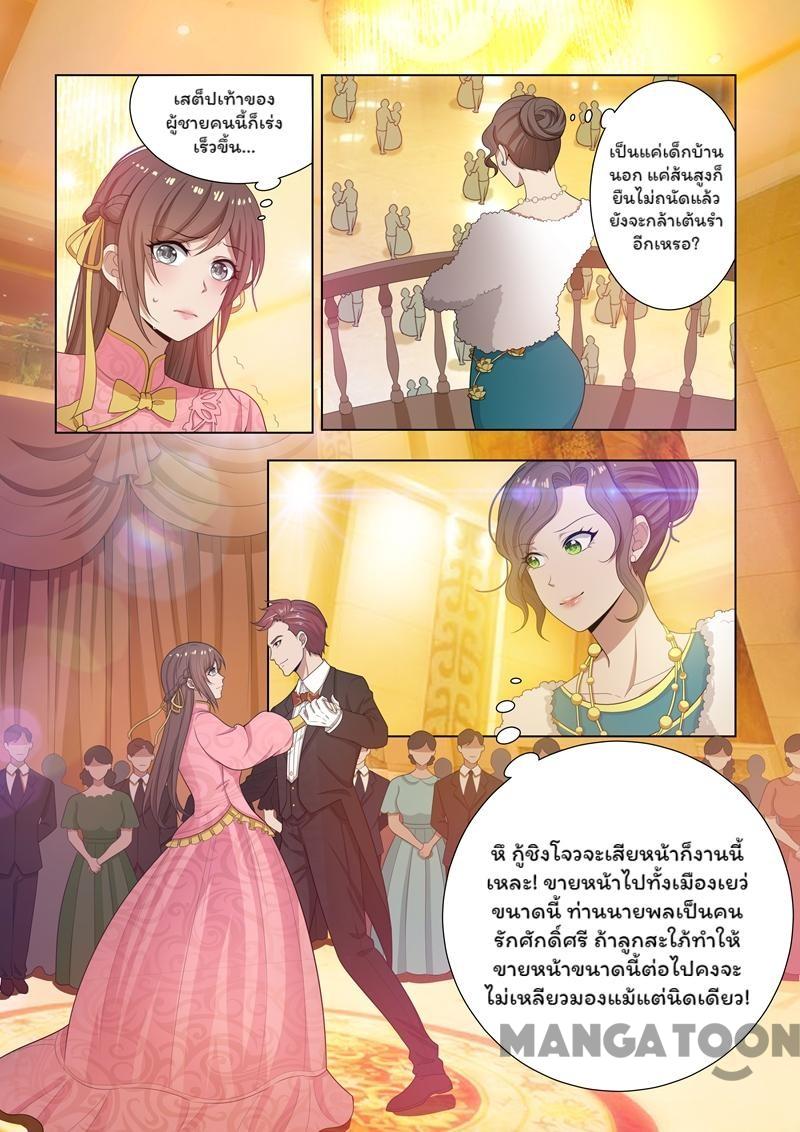 เสต็ปเท้าของ
ผู้ชายคนนี้ก็เร่ง
เร็วขึ้น...
เป็นแค่เด็กบ้าน
นอก แค่ส้นสูงก็
ยืนไม่ถนัดแล้ว
ยังจะกล้าเต้นรำ
อีกเหรอ?
หึ กู้ชิงโจวจะเสียหน้าก็งานนี้
เหละ! ขายหน้าไปทั้งเมืองเยว่
ขนาดนี้ ท่านนายพลเป็นคน
รักศักดิ์ศรี ถ้าลูกสะใภ้ทำให้
ขายหน้าขนาดนี้ต่อไปคงจะ
ไม่เหลียวมองแม้แต่นิดเดียว!
MANGATOON